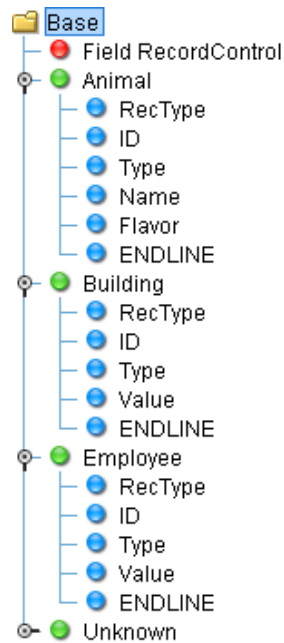 Base
Field RecordControl
Animal
RecType
ID
Type
Name
Flavor
ENDLINE
Building
RecType
ID
Type
Value
ENDLINE
Employee
RecType
ID
Type
Value
ENDLINE
Unknown